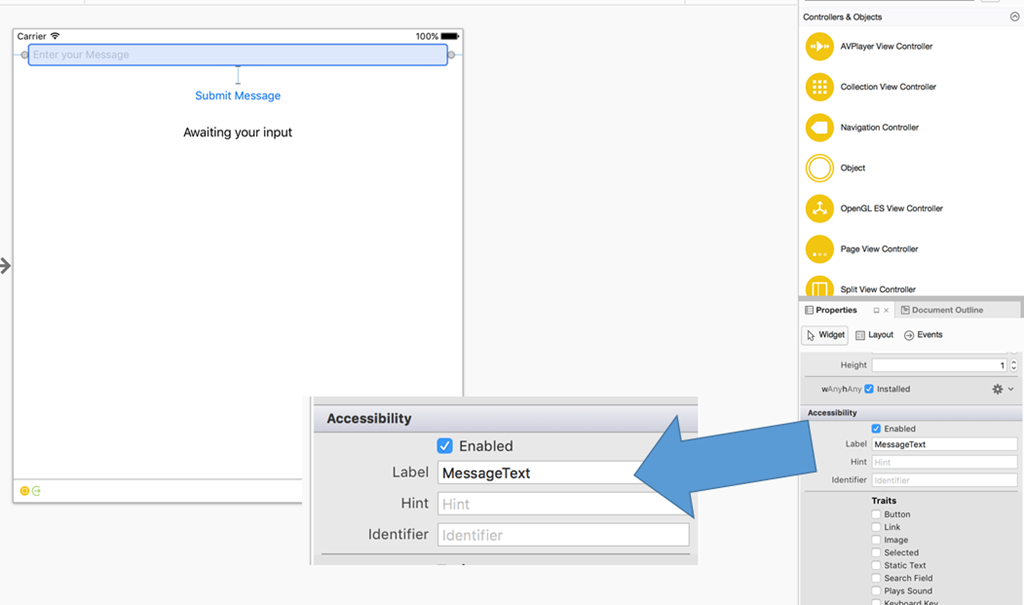 Carrier
100%
Enter your Message
Submit Message
Awaiting your input
Controllers & Objects
AVPlayer View Controller
Collection View Controller
Navigation Controller
Object
OpenGL ES View Controller
Page View Controller
Split View Controller
Properties
Document Outline
Widget Layout Events
Height 1
wAnyhAny Installed
Accessibility
Enabled
Label MessageText
Hint Hint
Identifier Identifier
Traits
Button
Link
Image
Selected
Static Text
Search Field
Plays Sound
Keyboard Key
Accessibility
Enabled
Label MessageText
Hint Hint
Identifier Identifier